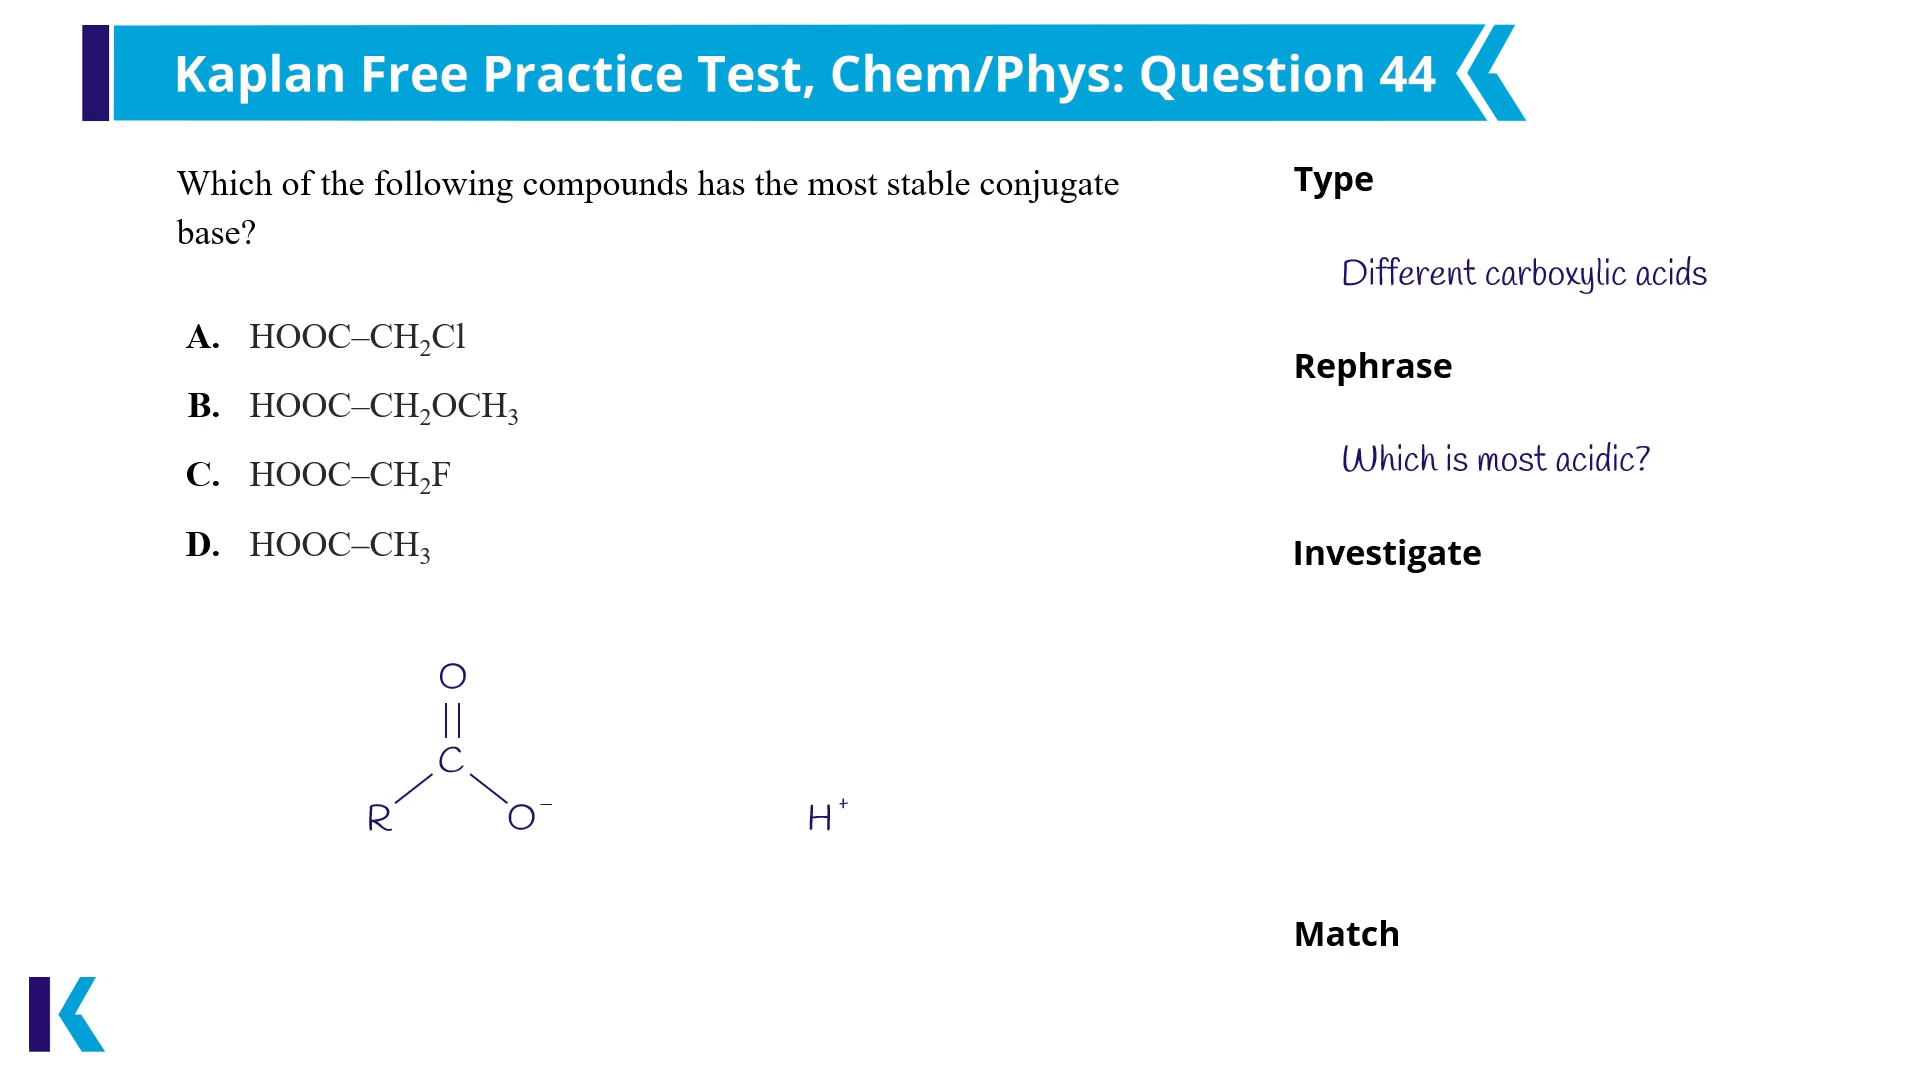 Kaplan Free Practice Test, Chem/Phys: Question 44
Which of the following compounds has the most stable conjugate
base?
A. HOOC–CH₂Cl
B. HOOC–CH₂OCH₃
C. HOOC–CH₂F
D. HOOC–CH₃
O
C
R O⁻ H⁺
Type
Different carboxylic acids
Rephrase
Which is most acidic?
Investigate
Match
K